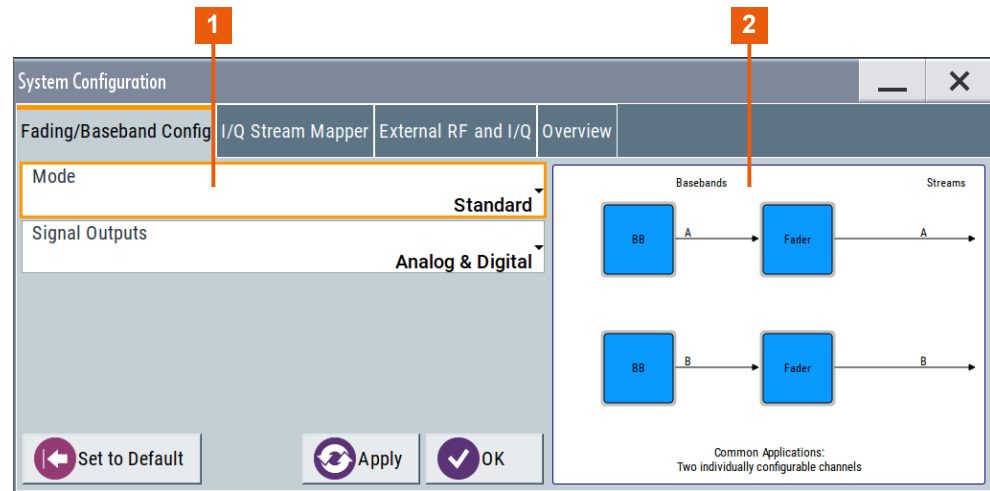 1
2
System Configuration
Fading/Baseband Config
I/Q Stream Mapper
External RF and I/Q
Overview
Mode
Standard
Signal Outputs
Analog & Digital
Set to Default
Apply
OK
Basebands
Streams
BB
A
Fader
A
BB
B
Fader
B
Common Applications:
Two individually configurable channels